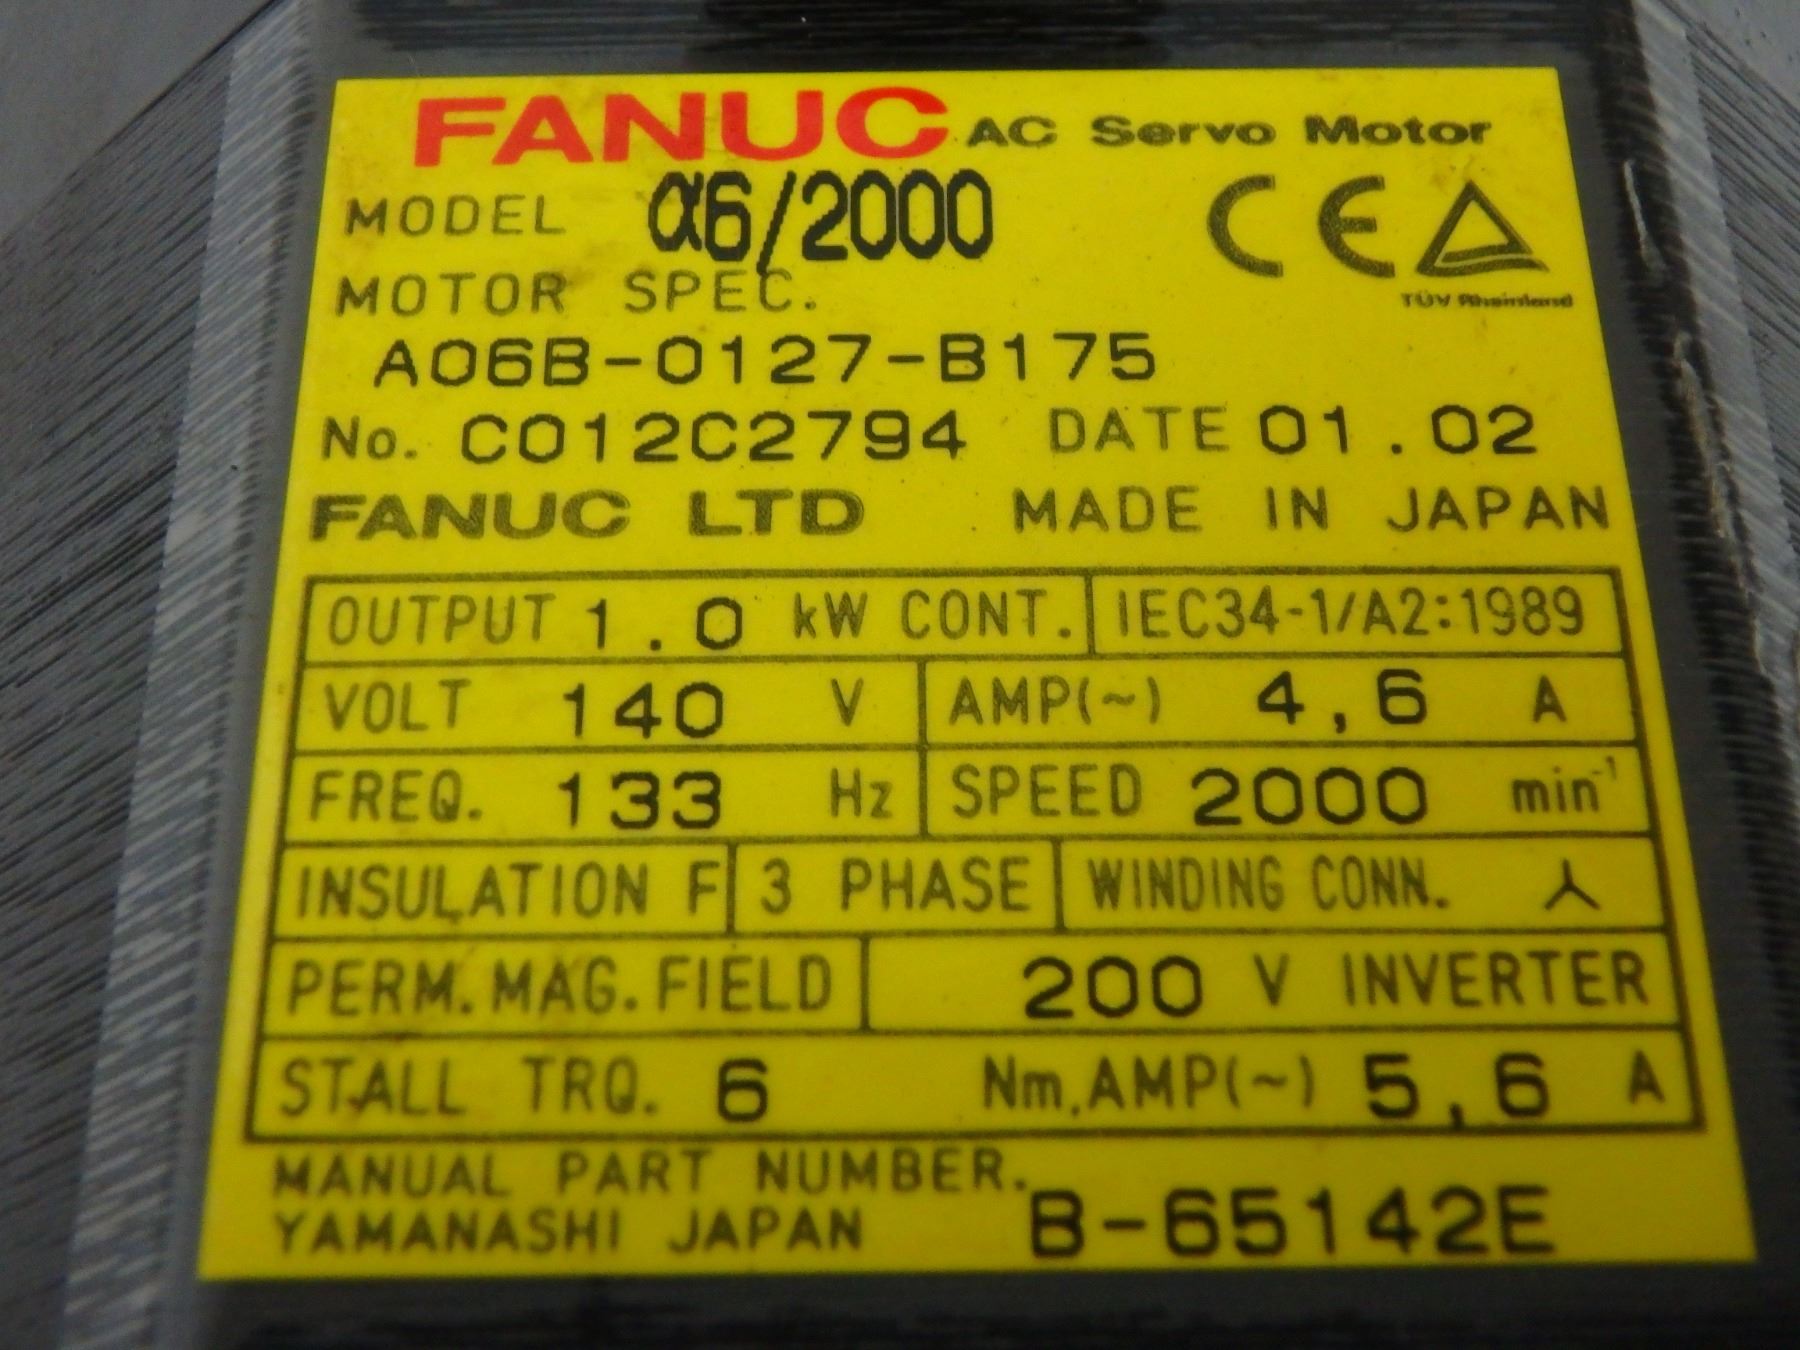 FANUC AC Servo Motor
MODEL α6/2000
CE
TÜV Rheinland
MOTOR SPEC.
A06B-0127-B175
No. C012C2794 DATE 01.02
FANUC LTD MADE IN JAPAN
OUTPUT 1.0 kW CONT. IEC34-1/A2:1989
VOLT 140 V AMP(~) 4,6 A
FREQ. 133 Hz SPEED 2000 min⁻¹
INSULATION F 3 PHASE WINDING CONN. ⅄
PERM. MAG. FIELD 200 V INVERTER
STALL TRQ. 6 Nm, AMP(~) 5,6 A
MANUAL PART NUMBER.
YAMANASHI JAPAN B-65142E